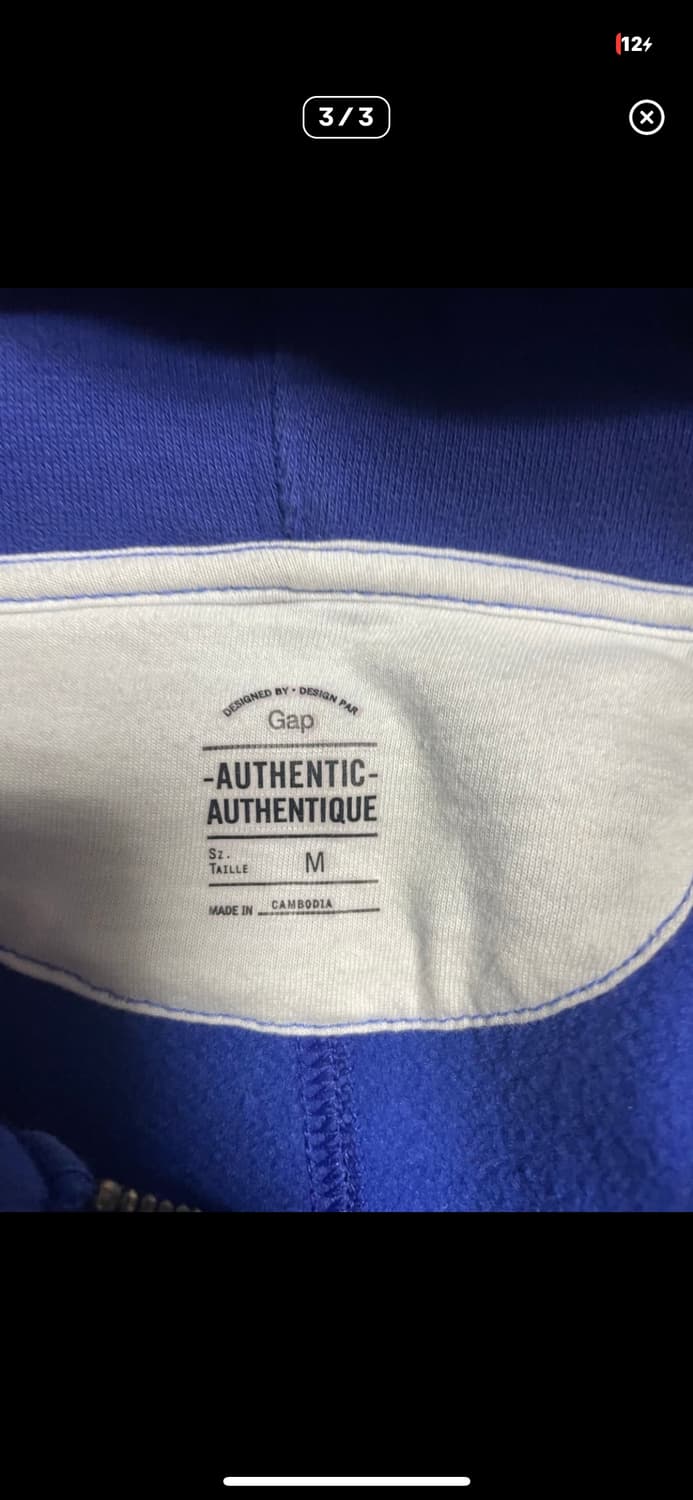 12
3/3
DESIGNED BY • DESIGN PAR
Gap
-AUTHENTIC-
AUTHENTIQUE
SZ.
TAILLE M
MADE IN CAMBODIA